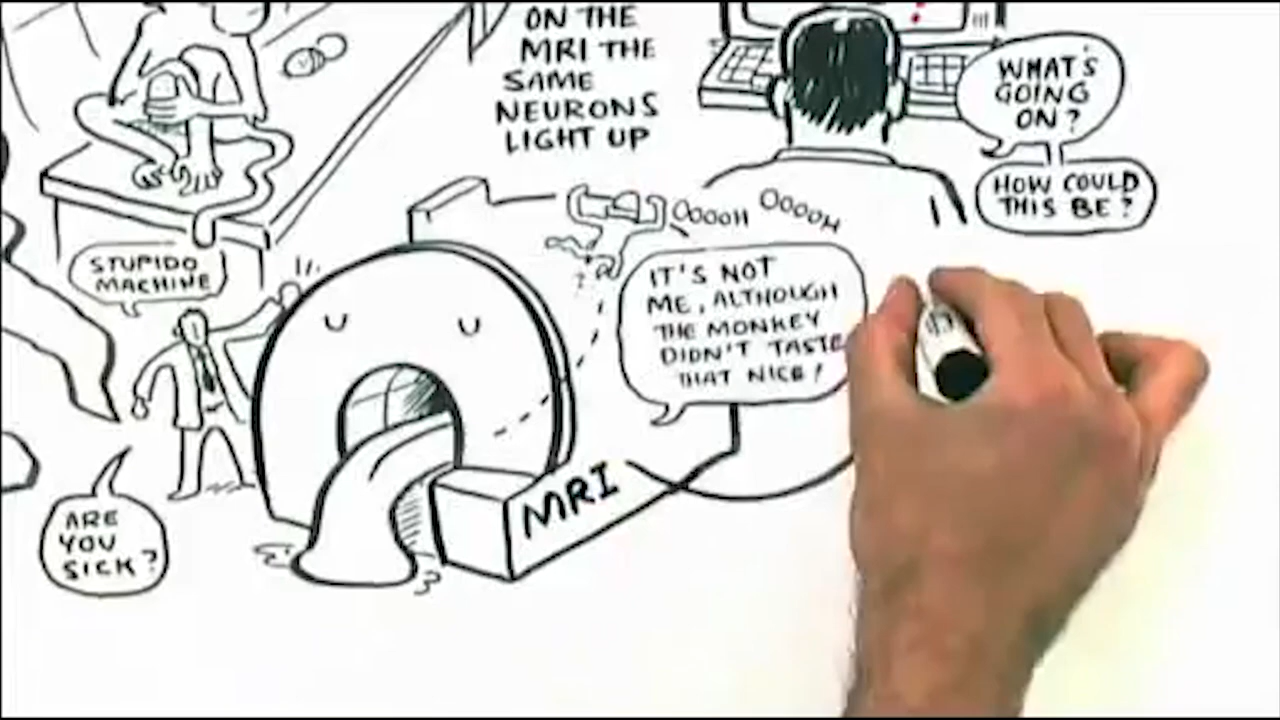 ON THE
MRI THE
SAME
NEURONS
LIGHT UP
WHAT'S
GOING
ON?
HOW COULD
THIS BE?
OOOOH OOOOH
STUPIDO
MACHINE
IT'S NOT
ME, ALTHOUGH
THE MONKEY
DIDN'T TASTE
THAT NICE!
?
MRI
ARE
YOU
SICK?